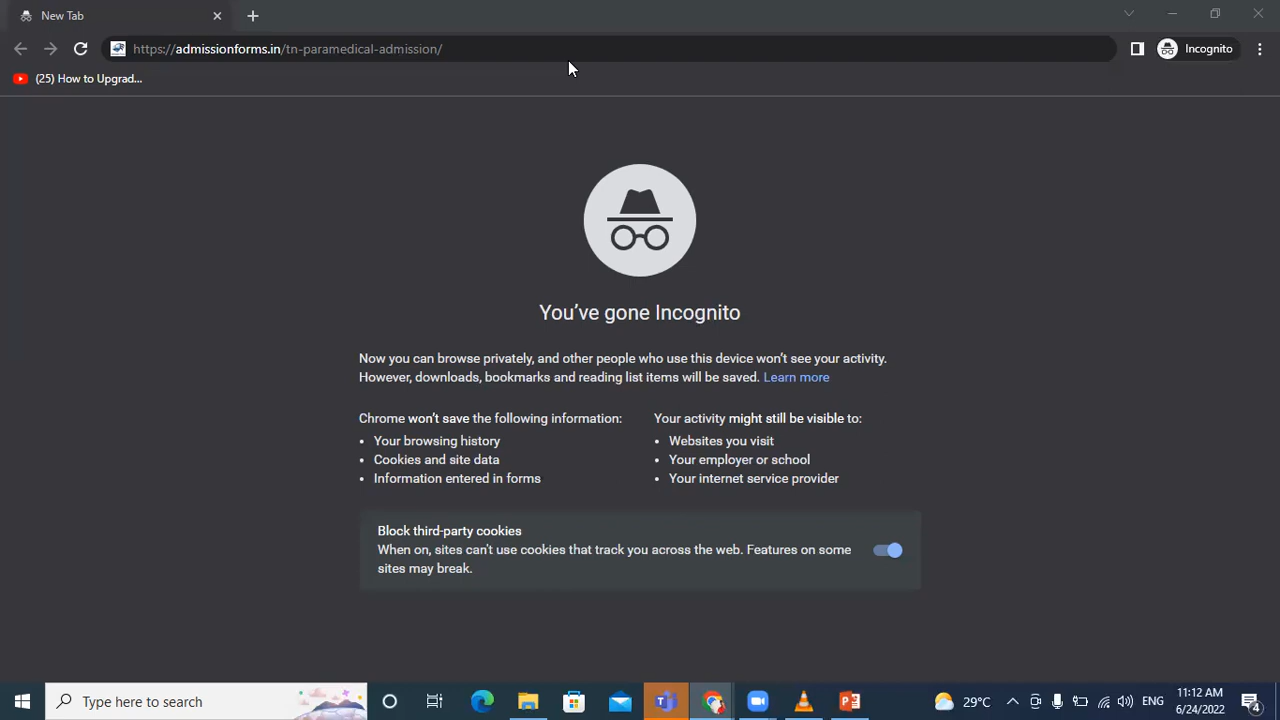 New Tab
https://admissionforms.in/tn-paramedical-admission/
Incognito
(25) How to Upgrad...
You've gone Incognito
Now you can browse privately, and other people who use this device won't see your activity.
However, downloads, bookmarks and reading list items will be saved. Learn more
Chrome won't save the following information:
• Your browsing history
• Cookies and site data
• Information entered in forms
Your activity might still be visible to:
• Websites you visit
• Your employer or school
• Your internet service provider
Block third-party cookies
When on, sites can't use cookies that track you across the web. Features on some
sites may break.
Type here to search
29°C
ENG
11:12 AM
6/24/2022
4